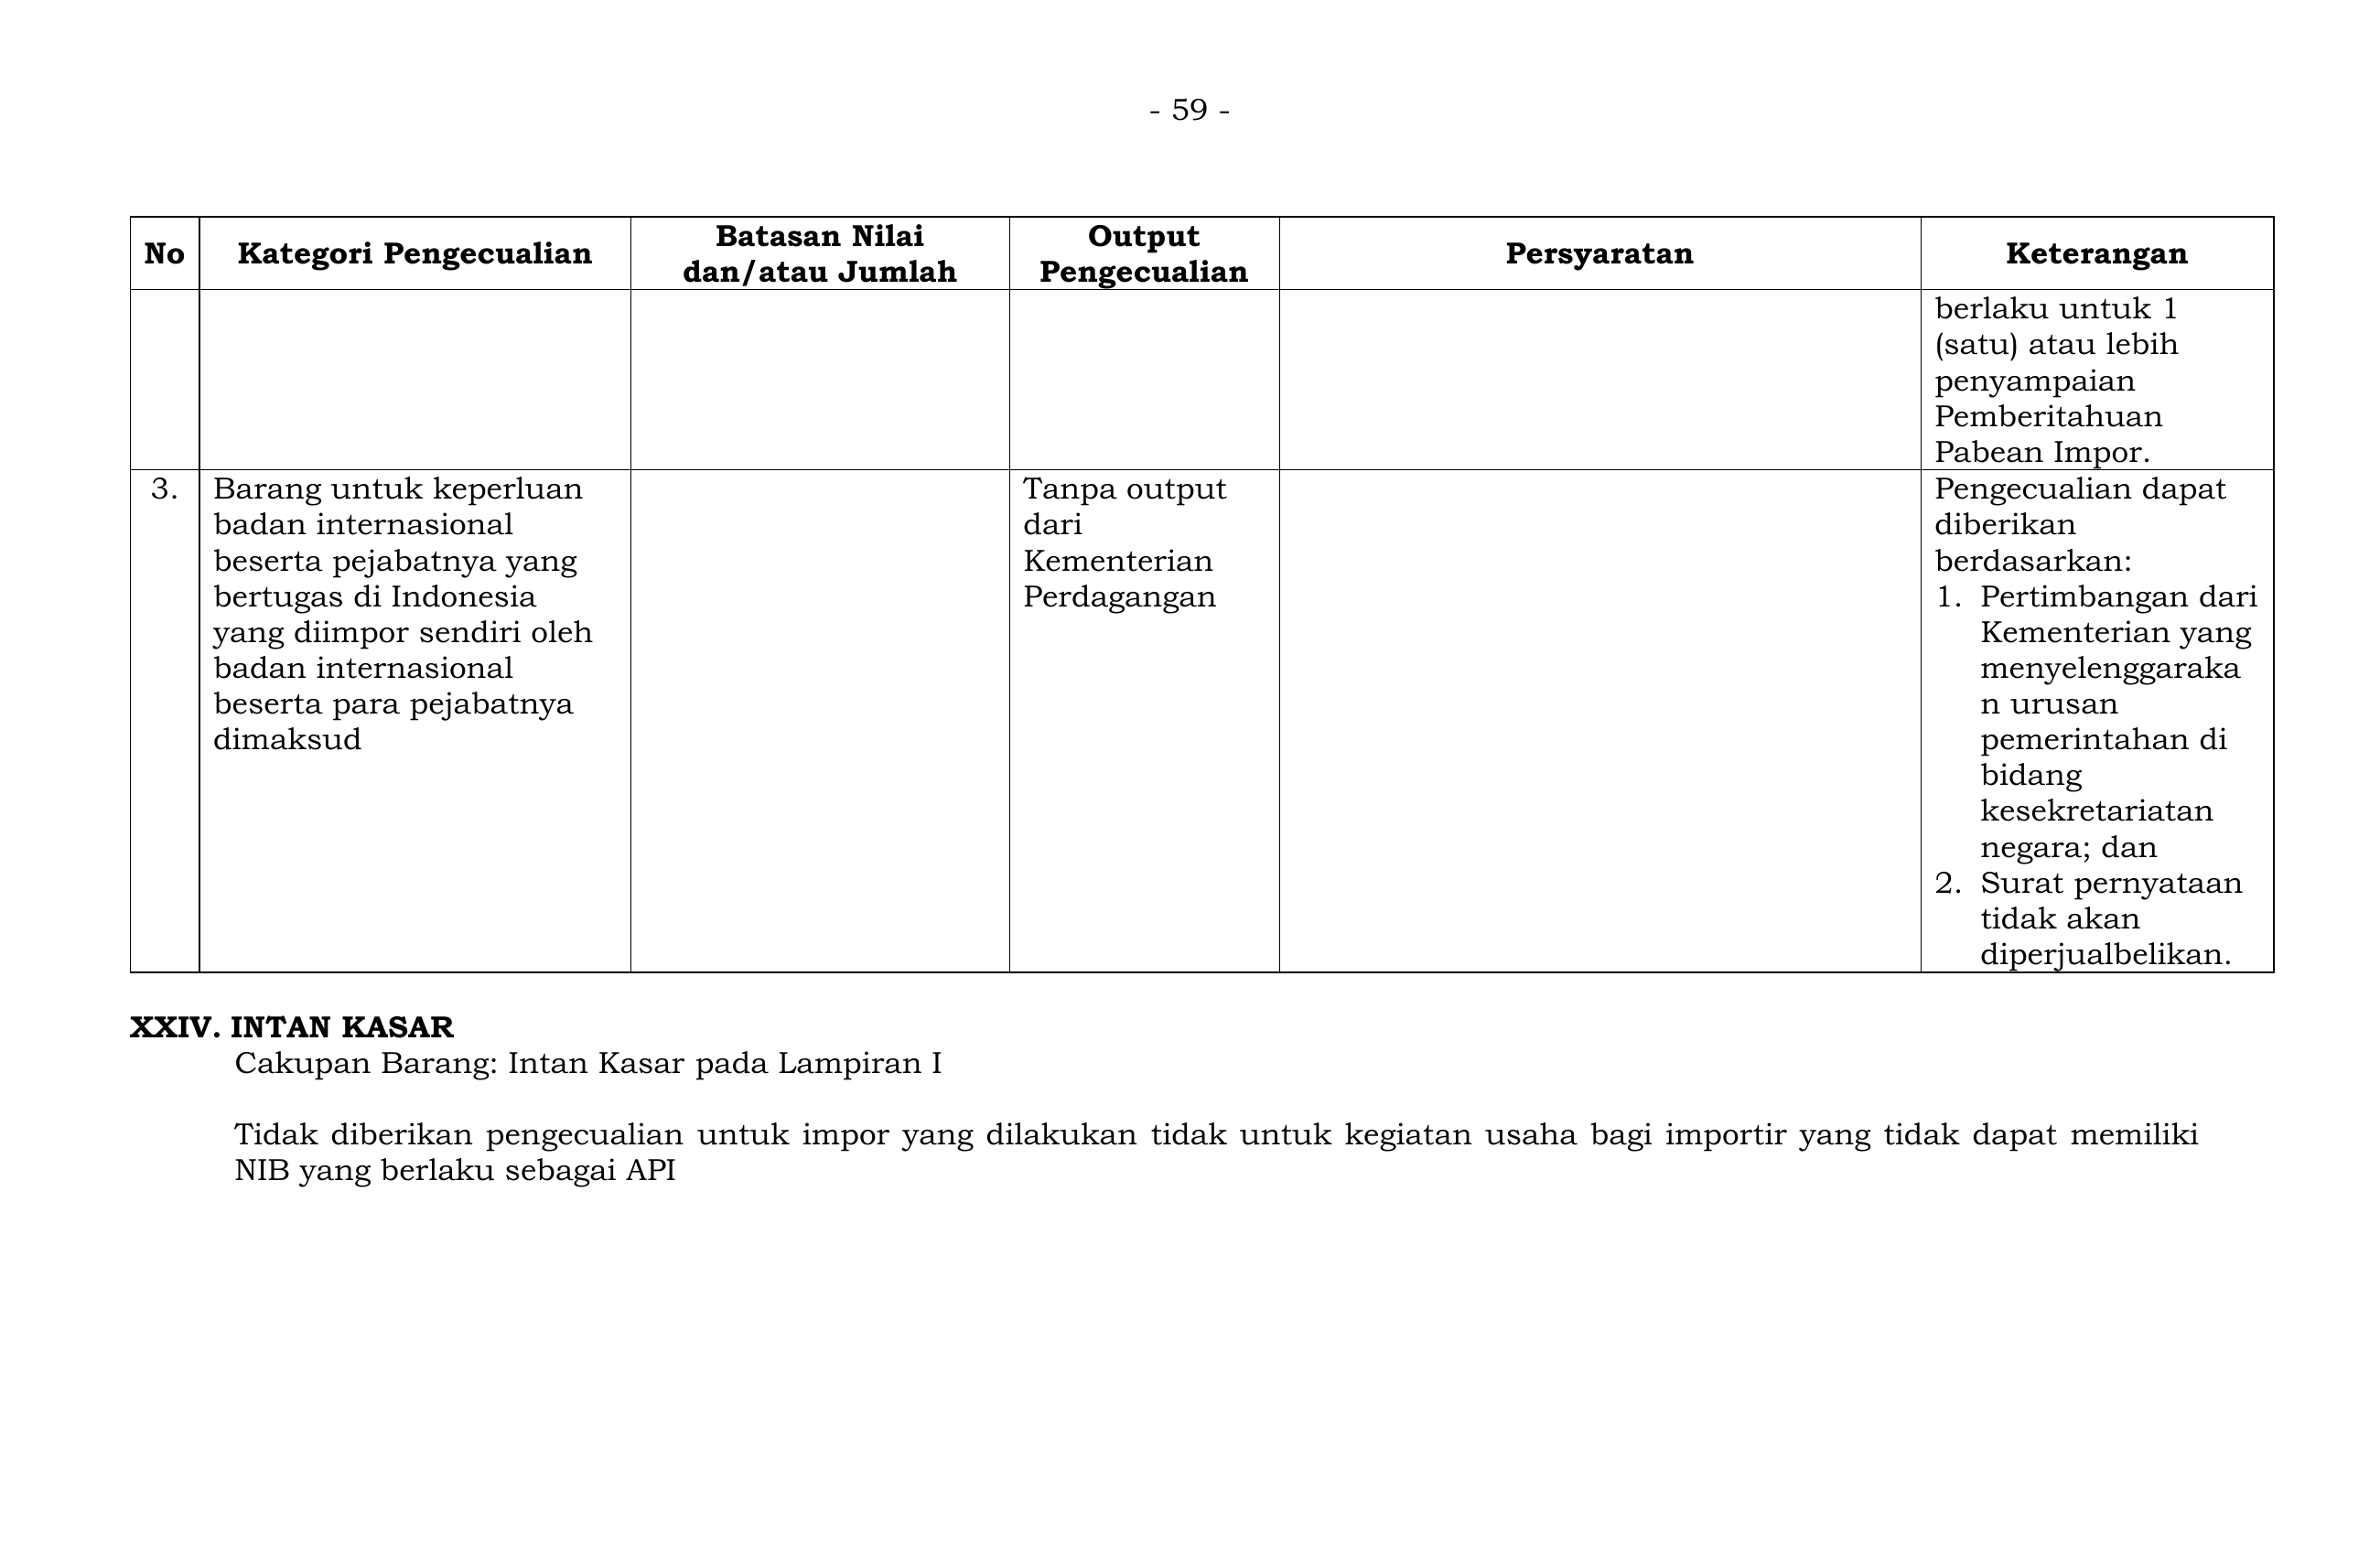 - 59 -
No
Kategori Pengecualian
Batasan Nilai
dan/atau Jumlah
Output
Pengecualian
Persyaratan
Keterangan
berlaku untuk 1
(satu) atau lebih
penyampaian
Pemberitahuan
Pabean Impor.
3.
Barang untuk keperluan
badan internasional
beserta pejabatnya yang
bertugas di Indonesia
yang diimpor sendiri oleh
badan internasional
beserta para pejabatnya
dimaksud
Tanpa output
dari
Kementerian
Perdagangan
Pengecualian dapat
diberikan
berdasarkan:
1. Pertimbangan dari
Kementerian yang
menyelenggaraka
n urusan
pemerintahan di
bidang
kesekretariatan
negara; dan
2. Surat pernyataan
tidak akan
diperjualbelikan.
XXIV. INTAN KASAR
Cakupan Barang: Intan Kasar pada Lampiran I
Tidak diberikan pengecualian untuk impor yang dilakukan tidak untuk kegiatan usaha bagi importir yang tidak dapat memiliki
NIB yang berlaku sebagai API